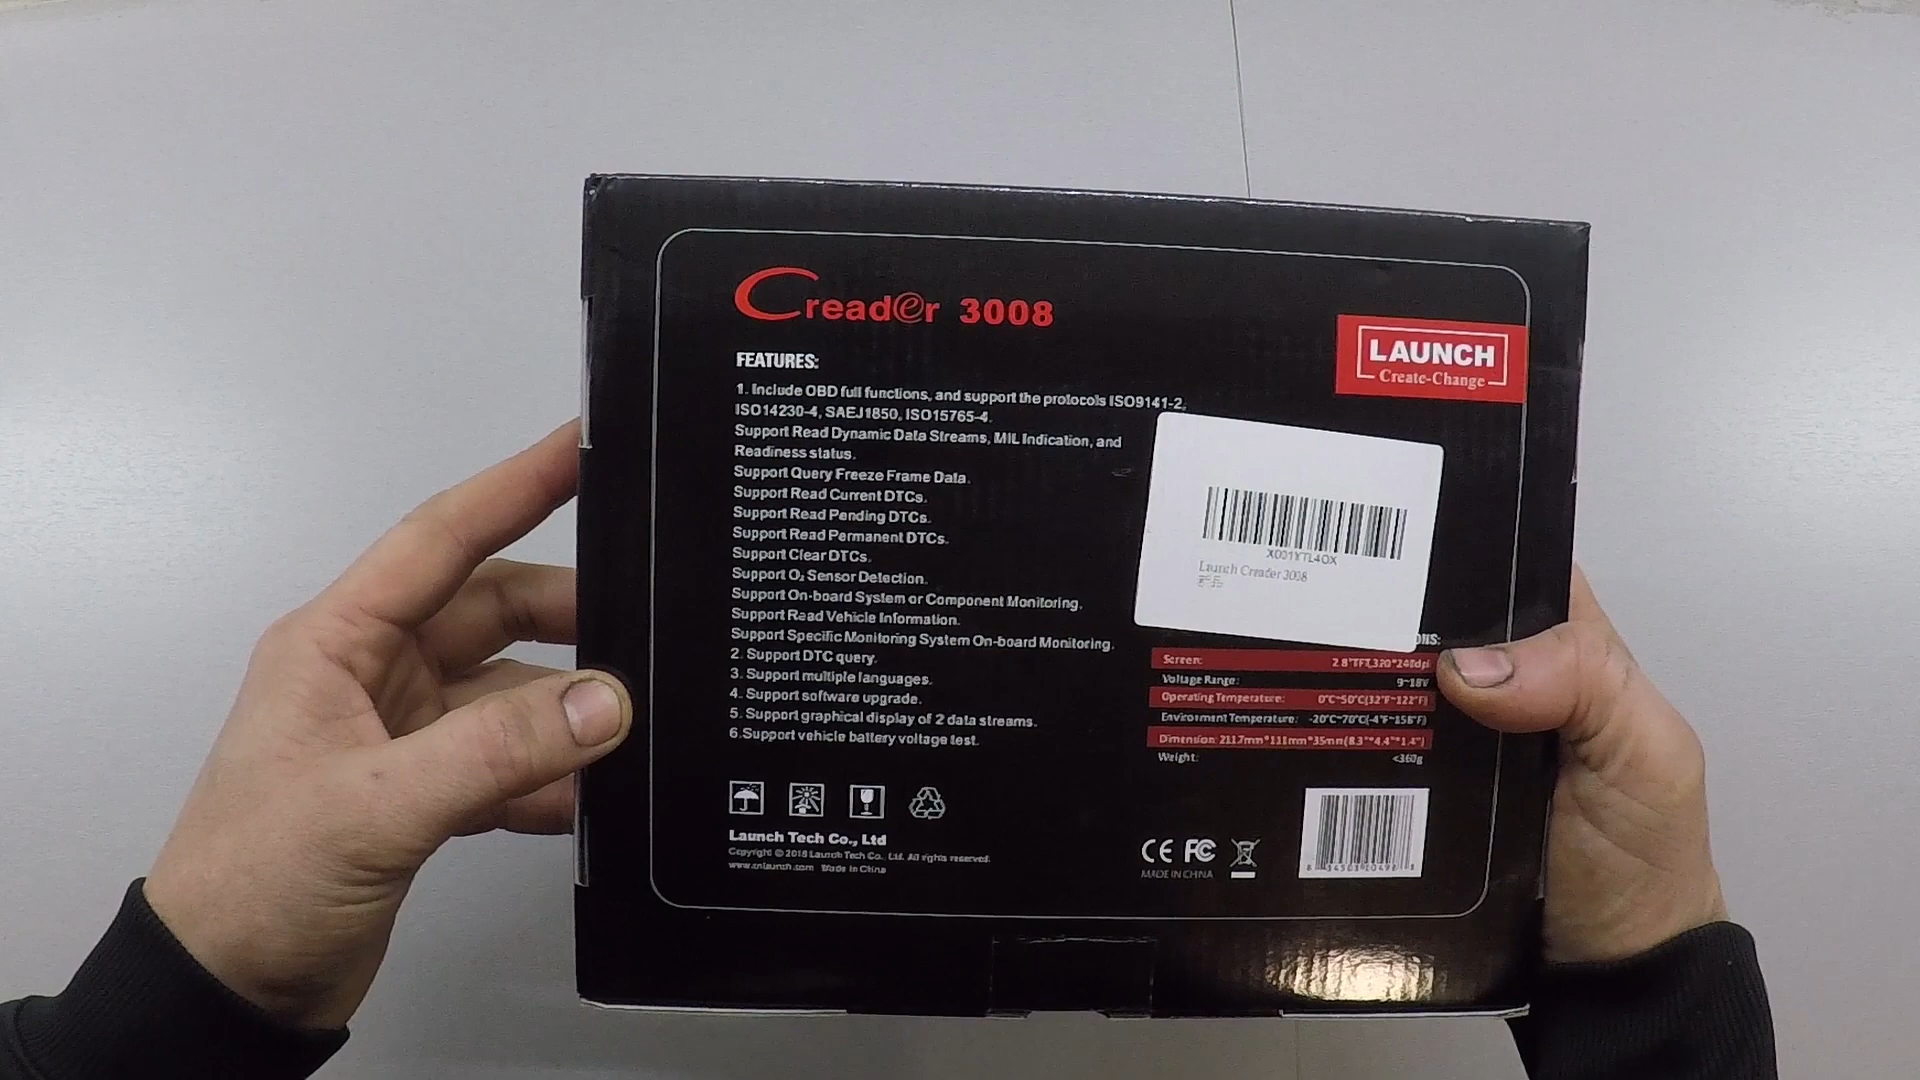 Creader 3008
LAUNCH
Create-Change
FEATURES:
1. Include OBD full functions, and support the protocols ISO9141-2,
ISO14230-4, SAEJ1850, ISO15765-4.
Support Read Dynamic Data Streams, MIL Indication, and
Readiness status.
Support Query Freeze Frame Data.
Support Read Current DTCs.
Support Read Pending DTCs.
Support Read Permanent DTCs.
Support Clear DTCs.
Support O₂ Sensor Detection.
Support On-board System or Component Monitoring.
Support Read Vehicle Information.
Support Specific Monitoring System On-board Monitoring.
2. Support DTC query.
3. Support multiple languages.
4. Support software upgrade.
5. Support graphical display of 2 data streams.
6.Support vehicle battery voltage test.
X001YTL4OX
Launch Creader 3008
Screen: 2.8"TFT,320*240dpi
Voltage Range: 9~18V
Operating Temperature: 0°C~50°C(32°F~122°F)
Environment Temperature: -20°C~70°C(-4°F~158°F)
Dimension: 211.7mm*111mm*35mm(8.3"*4.4"*1.4")
Weight: <360g
Launch Tech Co., Ltd
Copyright © 2018 Launch Tech Co., Ltd. All rights reserved.
www.cnlaunch.com Made in China
CE FC
MADE IN CHINA